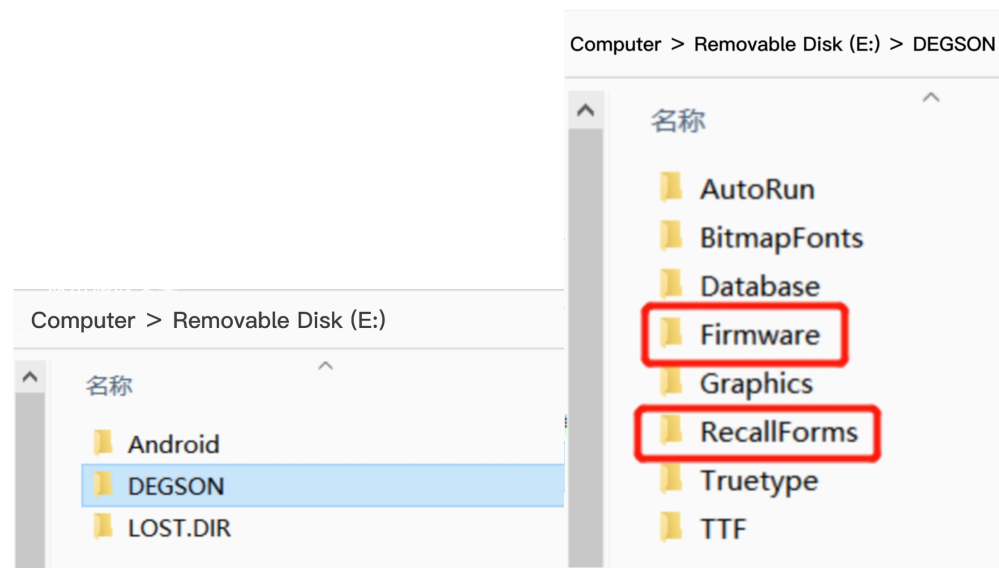 Computer > Removable Disk (E:)
名称
Android
DEGSON
LOST.DIR
Computer > Removable Disk (E:) > DEGSON
名称
AutoRun
BitmapFonts
Database
Firmware
Graphics
RecallForms
Truetype
TTF